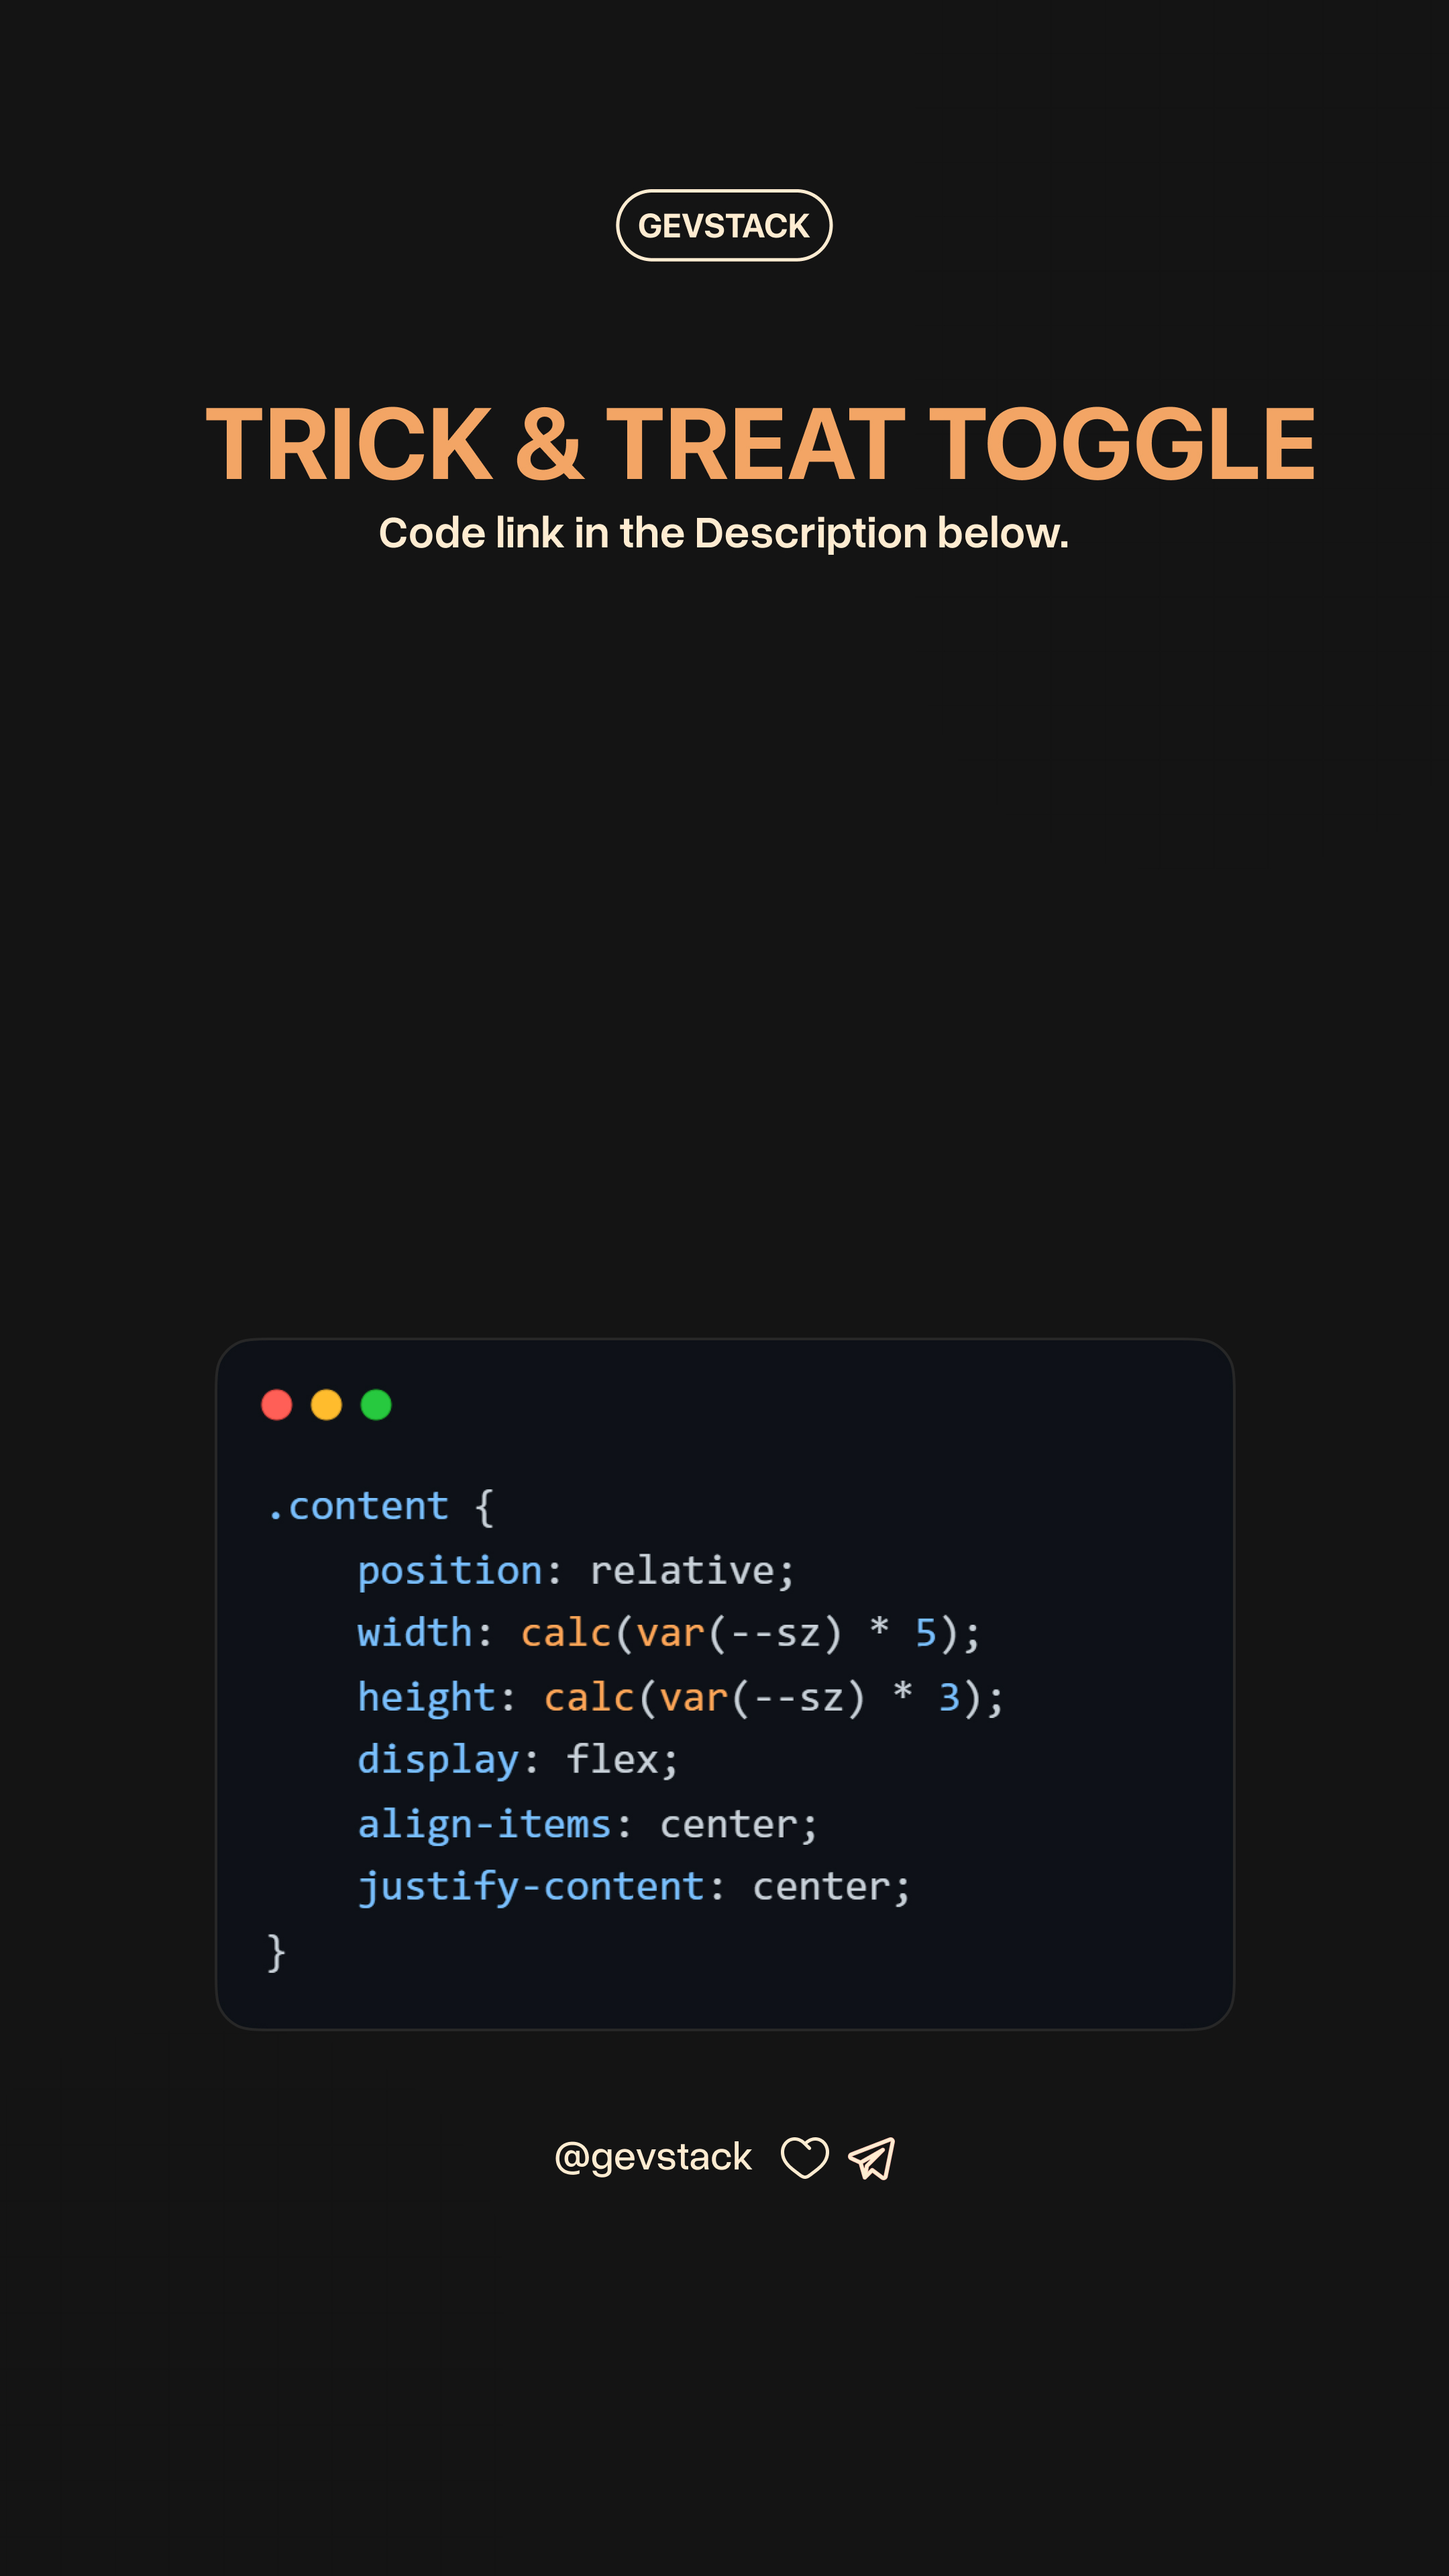 GEVSTACK
TRICK & TREAT TOGGLE
Code link in the Description below.
.content {
    position: relative;
    width: calc(var(--sz) * 5);
    height: calc(var(--sz) * 3);
    display: flex;
    align-items: center;
    justify-content: center;
}
@gevstack